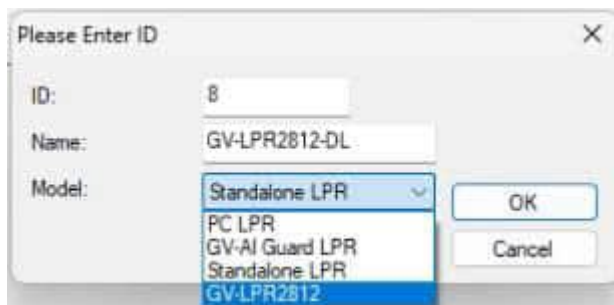 Please Enter ID
ID: 8
Name: GV-LPR2812-DL
Model: Standalone LPR
OK
PC LPR
GV-AI Guard LPR
Cancel
Standalone LPR
GV-LPR2812